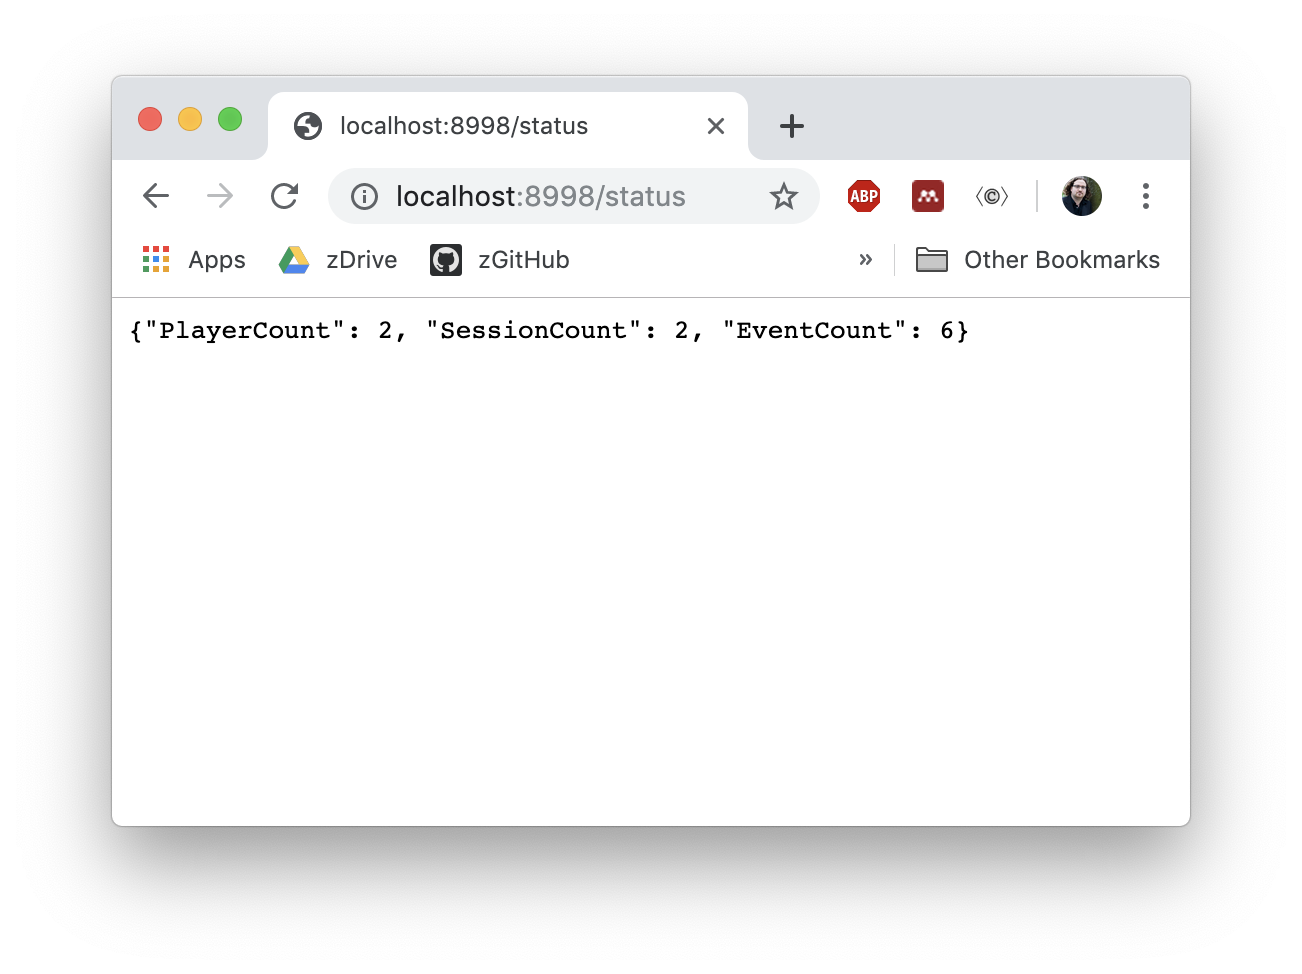 localhost:8998/status
localhost:8998/status
ABP
Apps zDrive zGitHub » Other Bookmarks
{"PlayerCount": 2, "SessionCount": 2, "EventCount": 6}